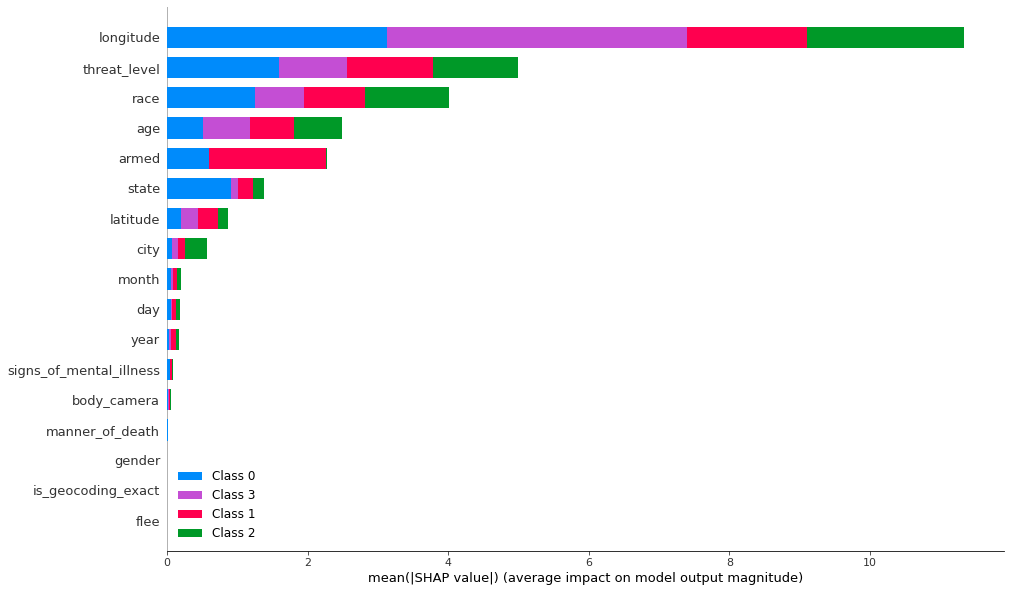 longitude
threat_level
race
age
armed
state
latitude
city
month
day
year
signs_of_mental_illness
body_camera
manner_of_death
gender
is_geocoding_exact
flee
Class 0
Class 3
Class 1
Class 2
0 2 4 6 8 10
mean(|SHAP value|) (average impact on model output magnitude)